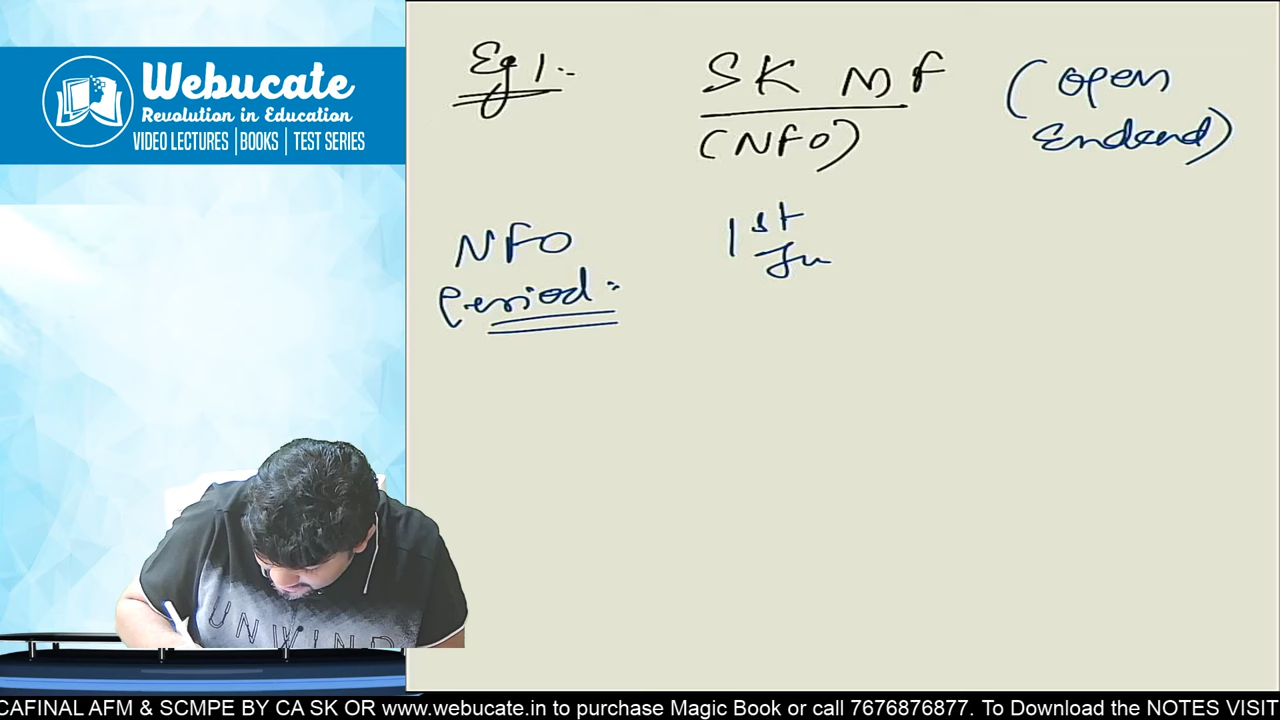 Webucate
Revolution in Education
VIDEO LECTURES | BOOKS | TEST SERIES
Eg 1:-
SK MF (Open
Endend)
(NFO)
NFO
Period:
1st
Ju
UNWIND
CAFINAL AFM & SCMPE BY CA SK OR www.webucate.in to purchase Magic Book or call 7676876877. To Download the NOTES VISIT